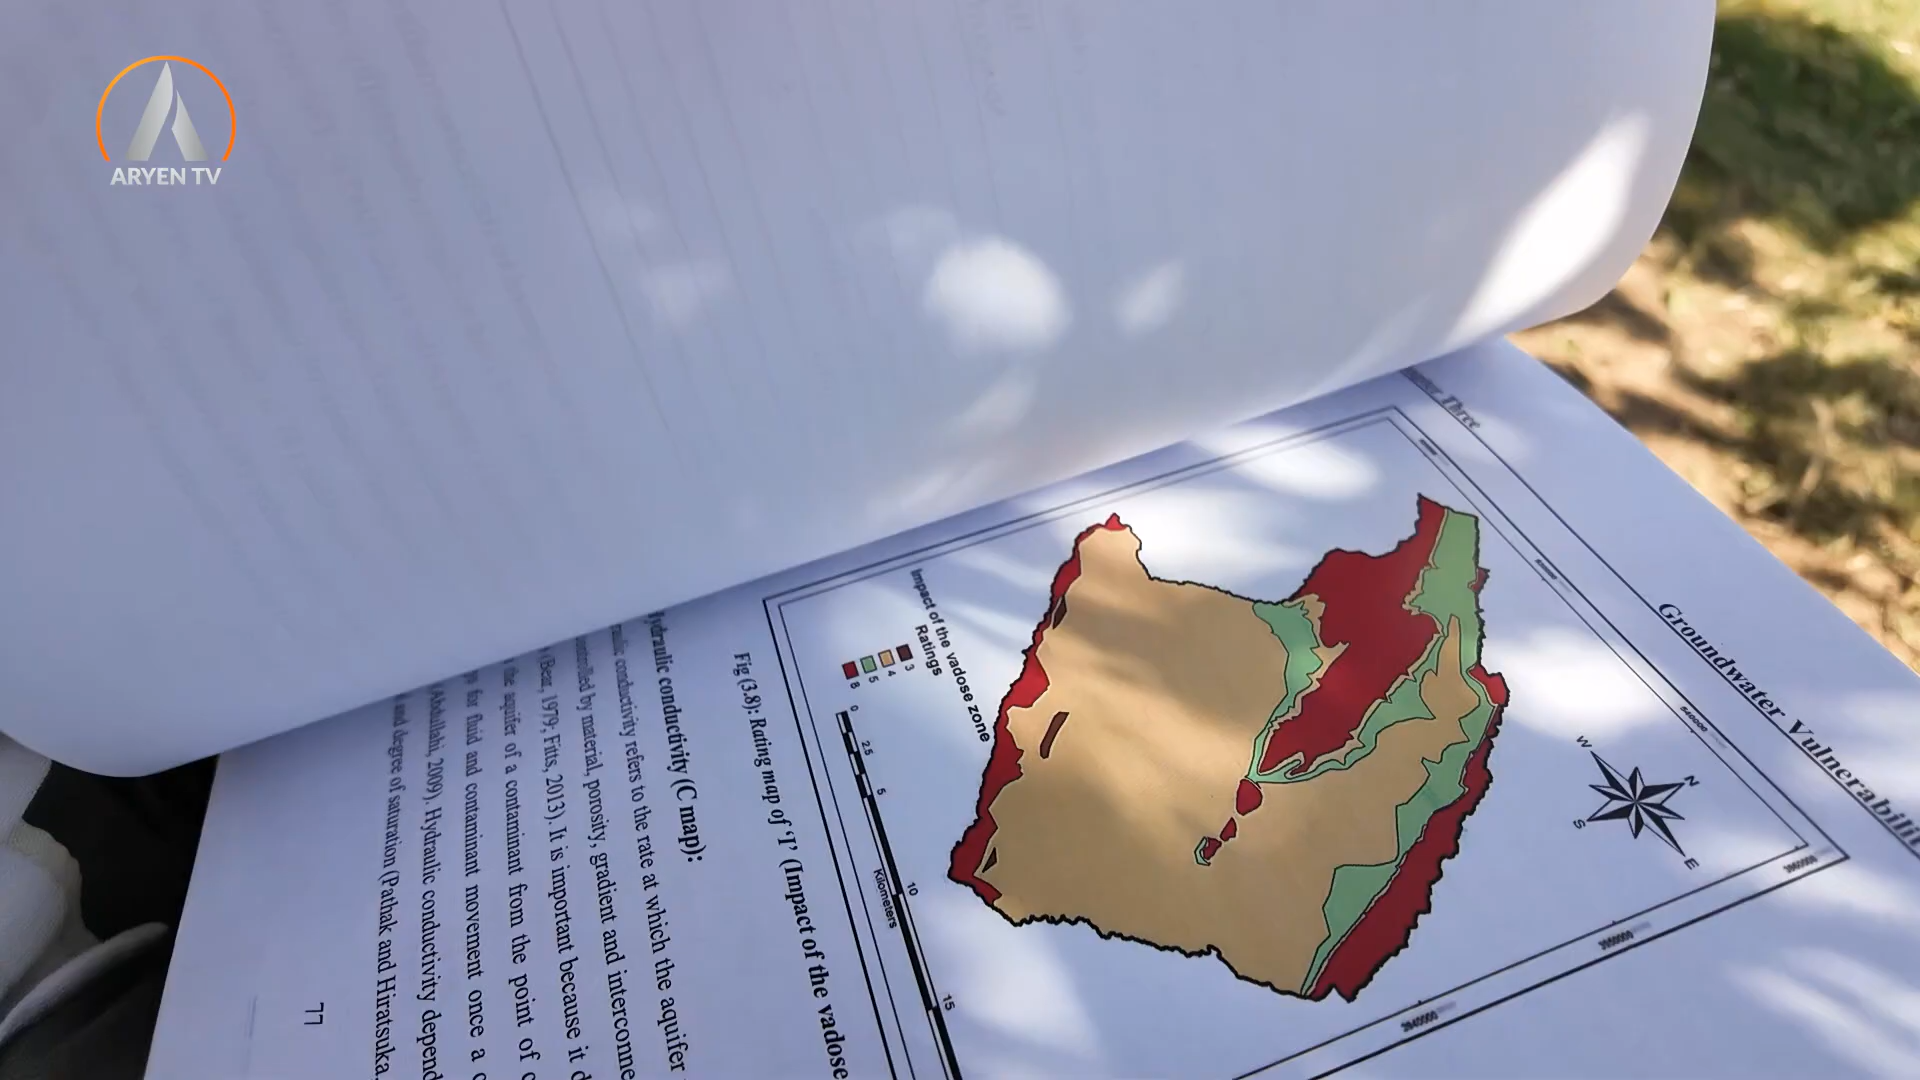 ARYEN TV
Three
Groundwater Vulnerabilit
540000
N
W
S
E
Impact of the vadose zone
Ratings
3
4
5
8
0 2.5 5 10 15
Kilometers
Fig (3.8): Rating map of 'I' (Impact of the vadose
Hydraulic conductivity (C map):
conductivity refers to the rate at which the aquifer
by material, porosity, gradient and interconne
(Bear, 1979, Fitts, 2013). It is important because it d
the aquifer of a contaminant from the point of c
for fluid and contaminant movement once a c
(Abdullahi, 2009). Hydraulic conductivity depend
and degree of saturation (Pathak and Hiratsuka,
77